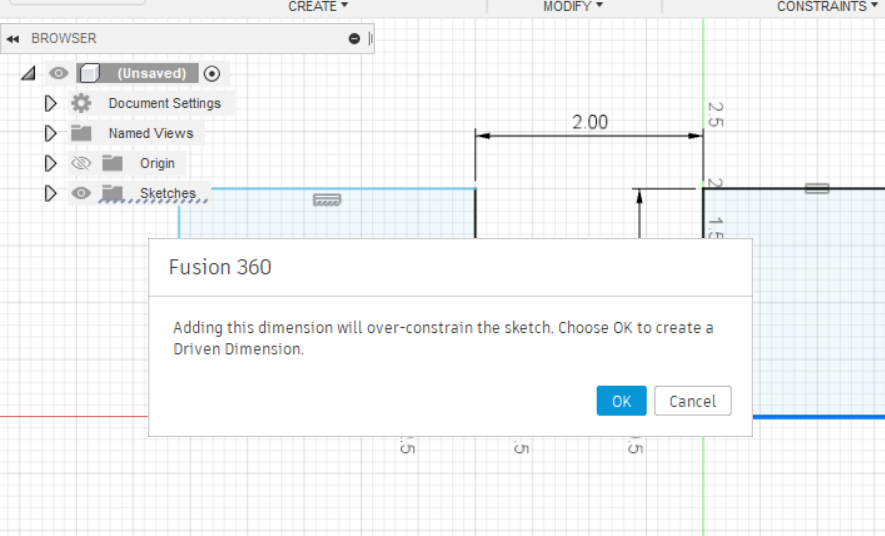 CREATE ▾ MODIFY ▾ CONSTRAINTS ▾
BROWSER
(Unsaved)
Document Settings
Named Views
Origin
Sketches
2.00
2.5
2
1.5
Fusion 360
Adding this dimension will over-constrain the sketch. Choose OK to create a
Driven Dimension.
OK Cancel
.5 .5